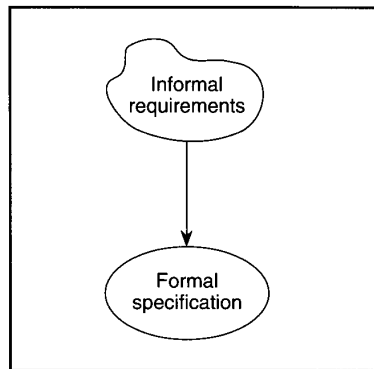 Informal
requirements
Formal
specification